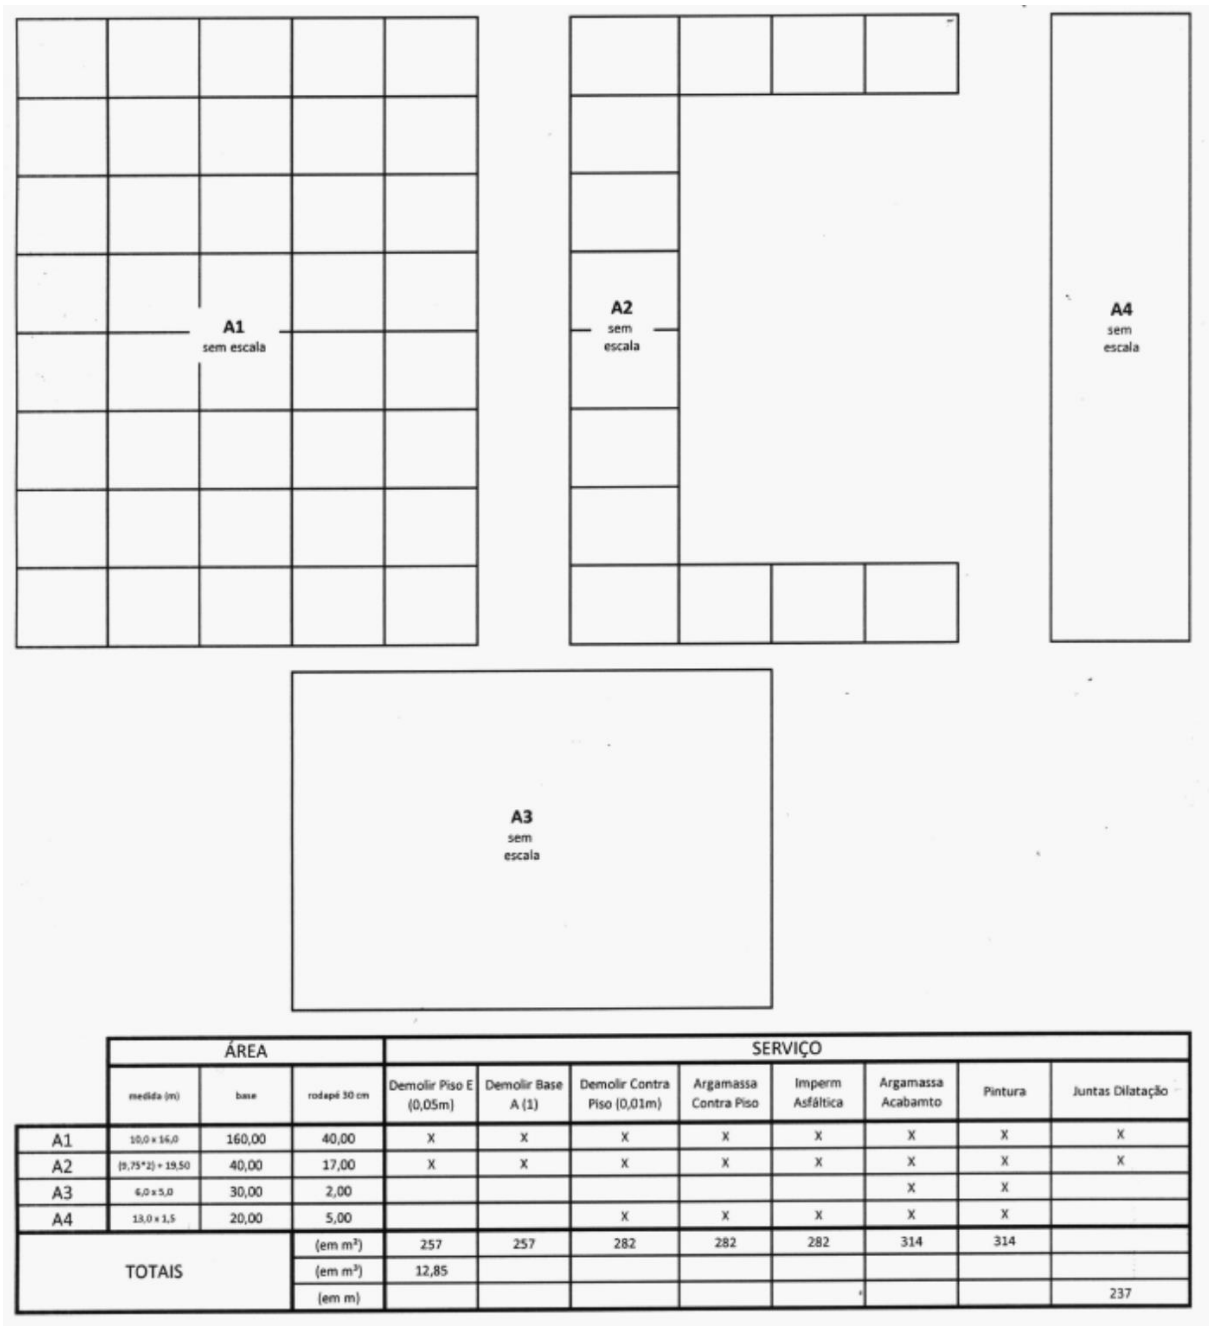 A1
sem escala
A2
sem
escala
A4
sem
escala
A3
sem
escala
ÁREA SERVIÇO
medida (m) base rodapé 30 cm Demolir Piso E (0,05m) Demolir Base A (1) Demolir Contra Piso (0,01m) Argamassa Contra Piso Imperm Asfáltica Argamassa Acabamto Pintura Juntas Dilatação
A1 10,0 x 16,0 160,00 40,00 X X X X X X X X
A2 (9,75*2) + 19,50 40,00 17,00 X X X X X X X X
A3 6,0 x 5,0 30,00 2,00 X X
A4 13,0 x 1,5 20,00 5,00 X X X X X
TOTAIS
(em m²) 257 257 282 282 282 314 314
(em m³) 12,85
(em m) 237